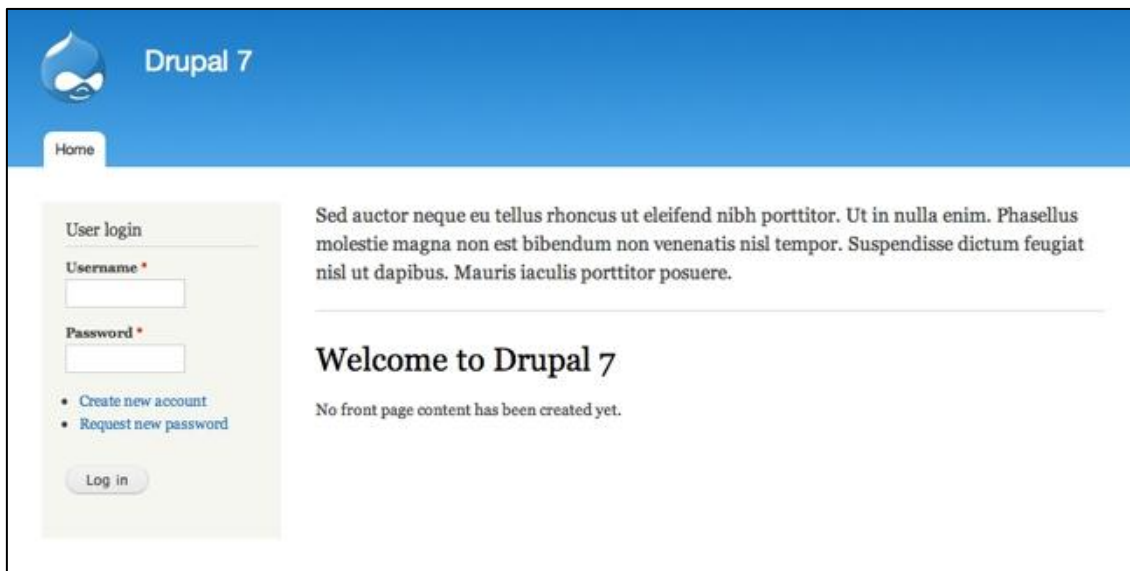 Drupal 7
Home
User login
Username *
Password *
Create new account
Request new password
Log in
Sed auctor neque eu tellus rhoncus ut eleifend nibh porttitor. Ut in nulla enim. Phasellus
molestie magna non est bibendum non venenatis nisl tempor. Suspendisse dictum feugiat
nisl ut dapibus. Mauris iaculis porttitor posuere.
Welcome to Drupal 7
No front page content has been created yet.